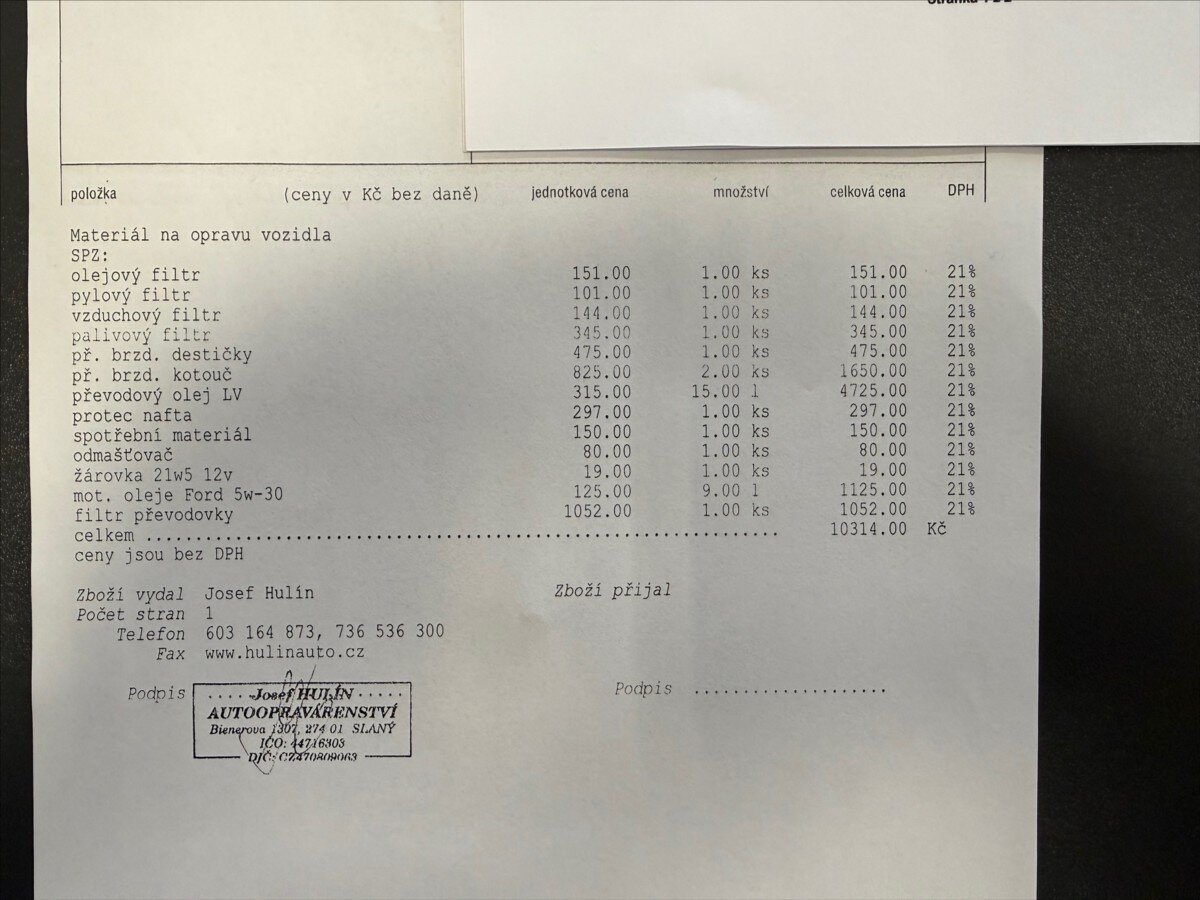 položka (ceny v Kč bez daně) jednotková cena množství celková cena DPH
Materiál na opravu vozidla
SPZ:
olejový filtr 151.00 1.00 ks 151.00 21%
pylový filtr 101.00 1.00 ks 101.00 21%
vzduchový filtr 144.00 1.00 ks 144.00 21%
palivový filtr 345.00 1.00 ks 345.00 21%
př. brzd. destičky 475.00 1.00 ks 475.00 21%
př. brzd. kotouč 825.00 2.00 ks 1650.00 21%
převodový olej LV 315.00 15.00 l 4725.00 21%
protec nafta 297.00 1.00 ks 297.00 21%
spotřební materiál 150.00 1.00 ks 150.00 21%
odmašťovač 80.00 1.00 ks 80.00 21%
žárovka 21w5 12v 19.00 1.00 ks 19.00 21%
mot. oleje Ford 5w-30 125.00 9.00 l 1125.00 21%
filtr převodovky 1052.00 1.00 ks 1052.00 21%
celkem ................................................................ 10314.00 Kč
ceny jsou bez DPH
Zboží vydal Josef Hulín Zboží přijal
Počet stran 1
Telefon 603 164 873, 736 536 300
Fax www.hulinauto.cz
Podpis .....Josef HULÍN..... Podpis ....................
AUTOOPRAVÁRENSTVÍ
Bienerova 1307, 274 01 SLANÝ
IČO: 44716303
DIČ: CZ470809063